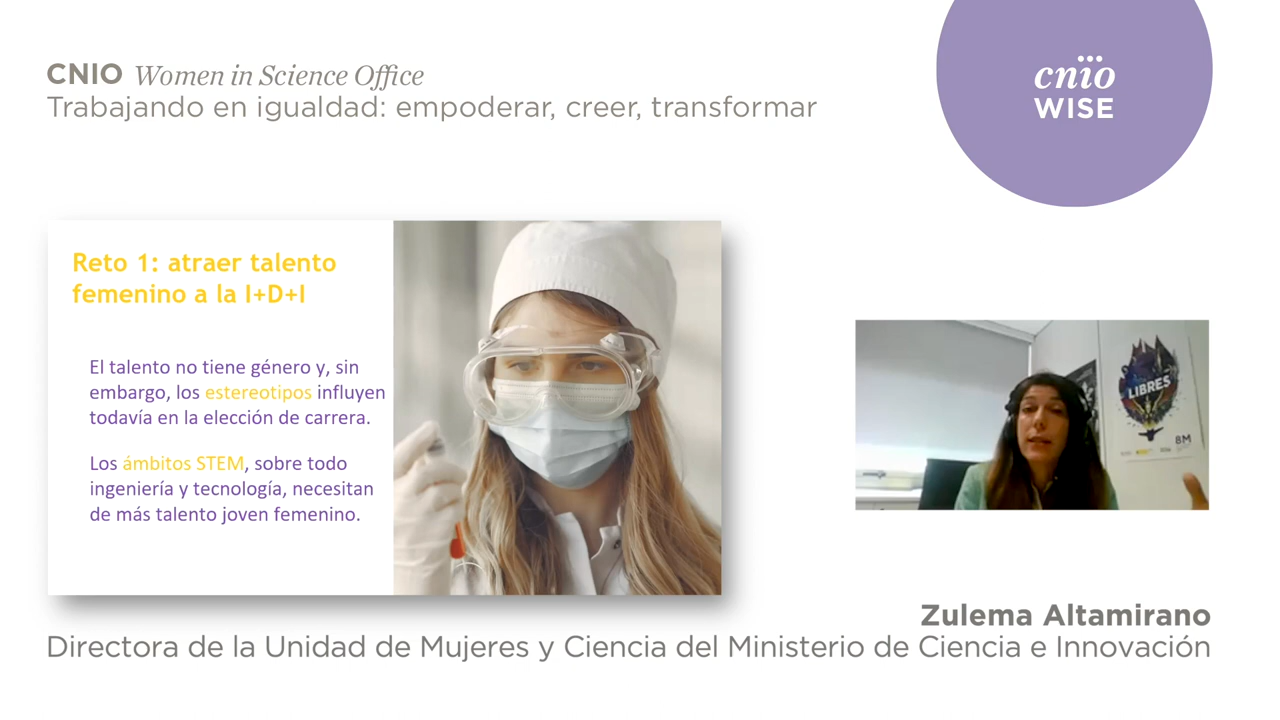 CNIO Women in Science Office
Trabajando en igualdad: empoderar, creer, transformar
cnio
WISE
Reto 1: atraer talento
femenino a la I+D+I
El talento no tiene género y, sin
embargo, los estereotipos influyen
todavía en la elección de carrera.
Los ámbitos STEM, sobre todo
ingeniería y tecnología, necesitan
de más talento joven femenino.
LIBRES
8M
Zulema Altamirano
Directora de la Unidad de Mujeres y Ciencia del Ministerio de Ciencia e Innovación